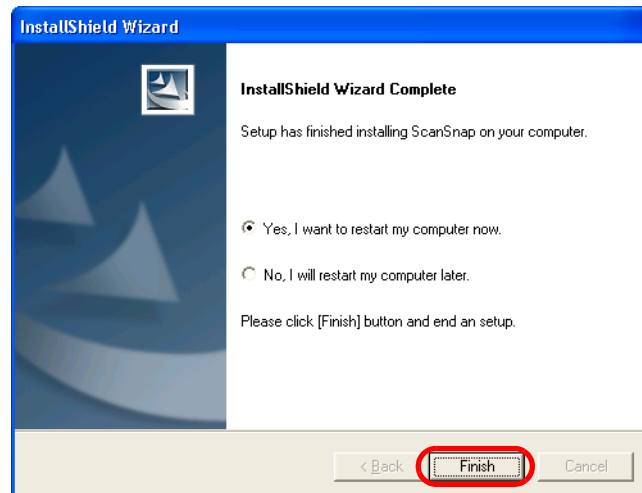 InstallShield Wizard
InstallShield Wizard Complete
Setup has finished installing ScanSnap on your computer.
Yes, I want to restart my computer now.
No, I will restart my computer later.
Please click [Finish] button and end an setup.
< Back Finish Cancel